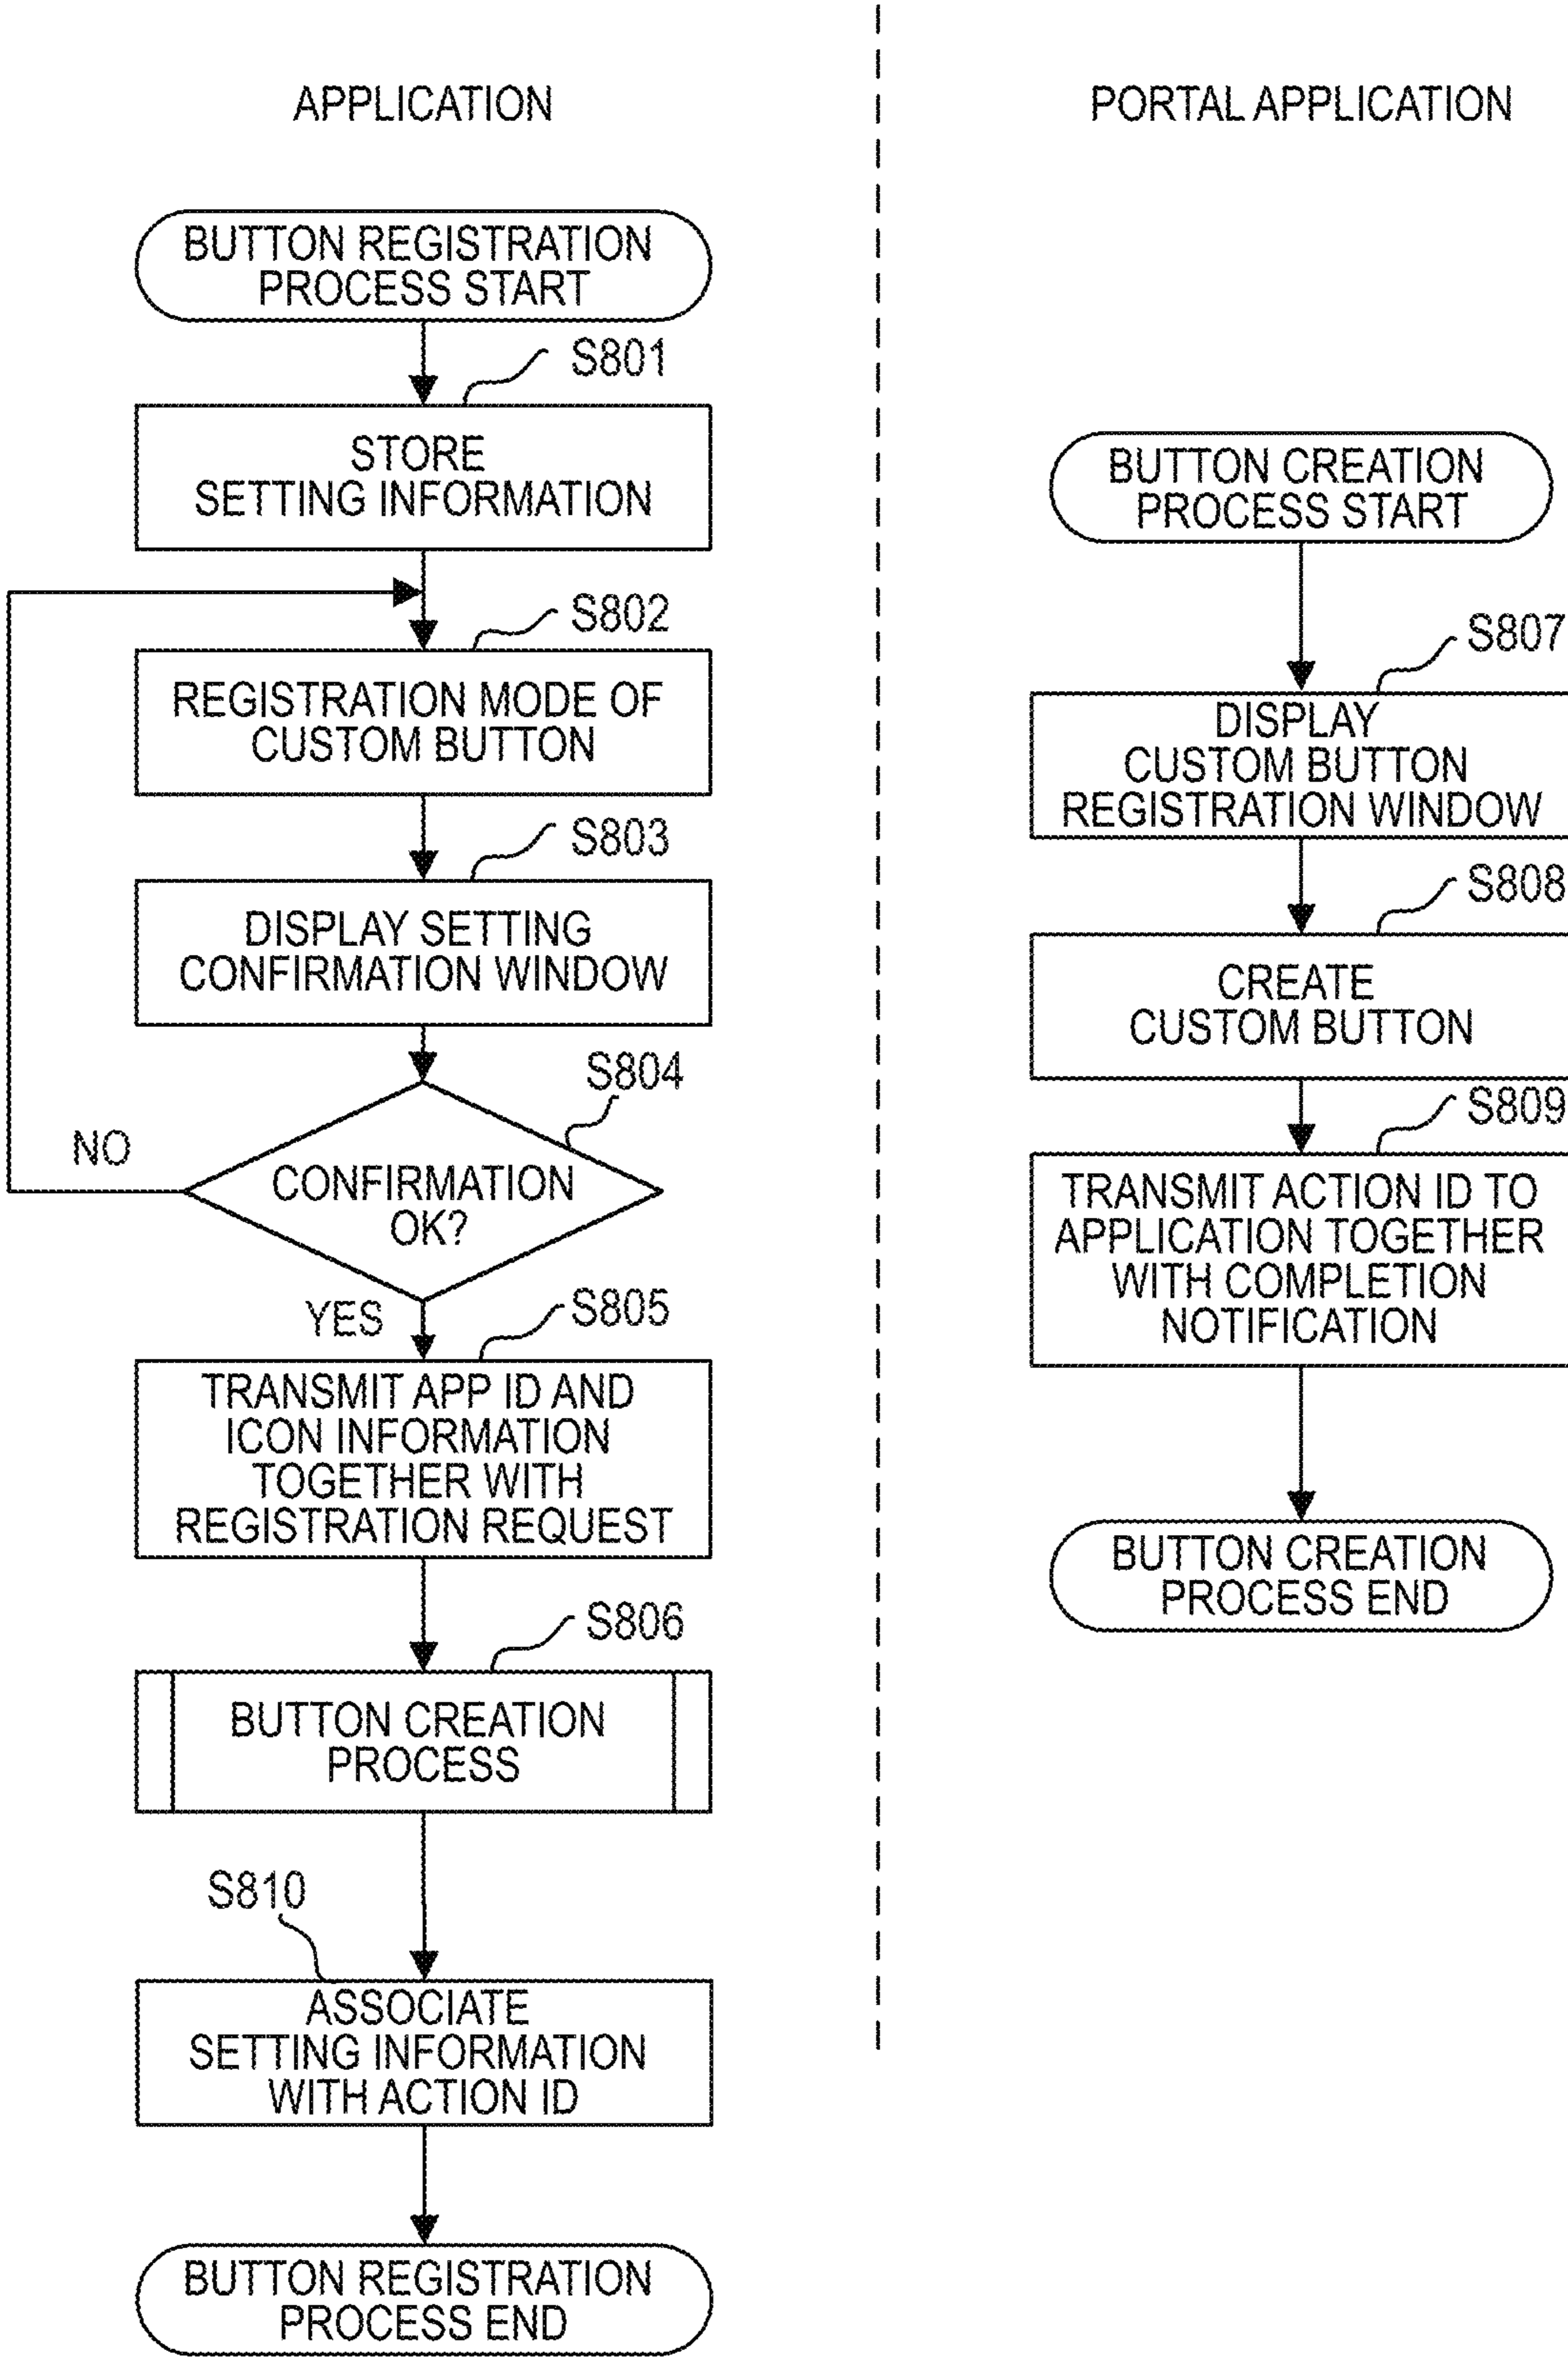 APPLICATION
BUTTON REGISTRATION
PROCESS START
S801
STORE
SETTING INFORMATION
S802
REGISTRATION MODE OF
CUSTOM BUTTON
S803
DISPLAY SETTING
CONFIRMATION WINDOW
S804
NO
CONFIRMATION
OK?
YES
S805
TRANSMIT APP ID AND
ICON INFORMATION
TOGETHER WITH
REGISTRATION REQUEST
S806
BUTTON CREATION
PROCESS
S810
ASSOCIATE
SETTING INFORMATION
WITH ACTION ID
BUTTON REGISTRATION
PROCESS END
PORTAL APPLICATION
BUTTON CREATION
PROCESS START
S807
DISPLAY
CUSTOM BUTTON
REGISTRATION WINDOW
S808
CREATE
CUSTOM BUTTON
S809
TRANSMIT ACTION ID TO
APPLICATION TOGETHER
WITH COMPLETION
NOTIFICATION
BUTTON CREATION
PROCESS END